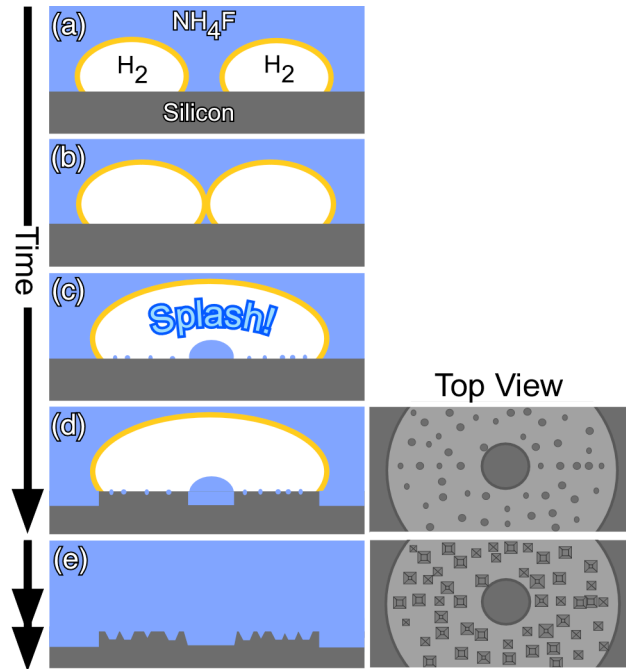 (a)
NH₄F
H₂
H₂
Silicon
(b)
Time
(c)
Splash!
Top View
(d)
(e)